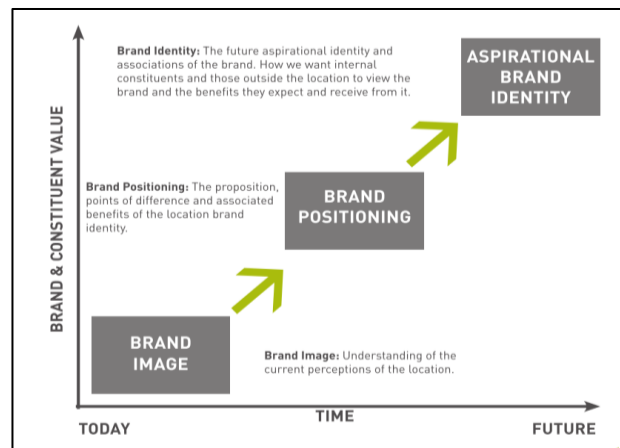 Brand Identity: The future aspirational identity and
associations of the brand. How we want internal
constituents and those outside the location to view the
brand and the benefits they expect and receive from it.
ASPIRATIONAL
BRAND
IDENTITY
Brand Positioning: The proposition,
points of difference and associated
benefits of the location brand
identity.
BRAND
POSITIONING
BRAND
IMAGE
Brand Image: Understanding of the
current perceptions of the location.
BRAND & CONSTITUENT VALUE
TODAY
TIME
FUTURE